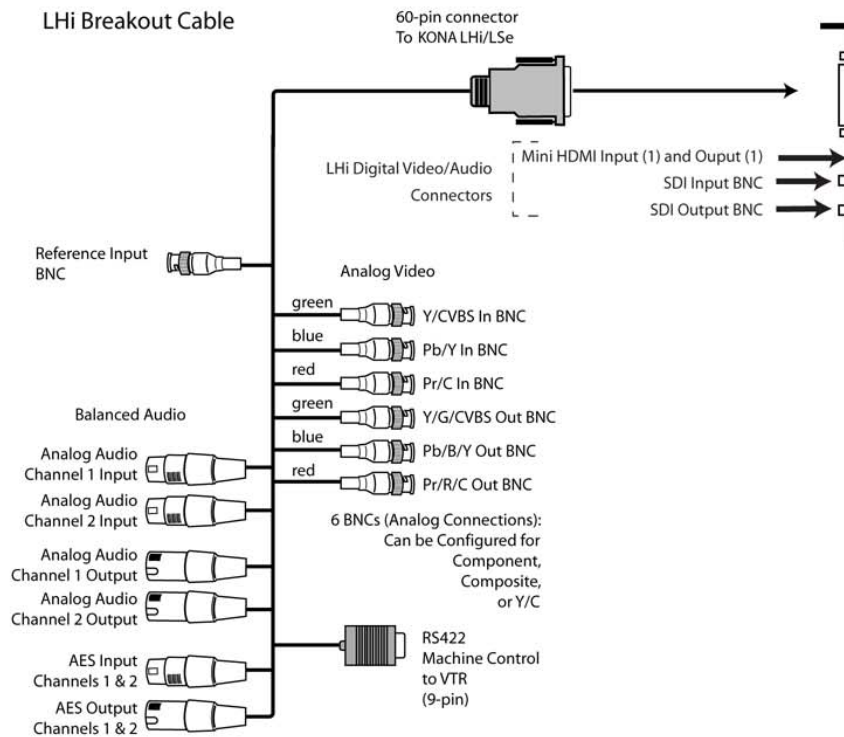 LHi Breakout Cable
60-pin connector
To KONA LHi/LSe
LHi Digital Video/Audio
Connectors
Mini HDMI Input (1) and Ouput (1)
SDI Input BNC
SDI Output BNC
Reference Input
BNC
Analog Video
green
Y/CVBS In BNC
blue
Pb/Y In BNC
red
Pr/C In BNC
green
Y/G/CVBS Out BNC
blue
Pb/B/Y Out BNC
red
Pr/R/C Out BNC
6 BNCs (Analog Connections):
Can be Configured for
Component,
Composite,
or Y/C
Balanced Audio
Analog Audio
Channel 1 Input
Analog Audio
Channel 2 Input
Analog Audio
Channel 1 Output
Analog Audio
Channel 2 Output
AES Input
Channels 1 & 2
AES Output
Channels 1 & 2
RS422
Machine Control
to VTR
(9-pin)